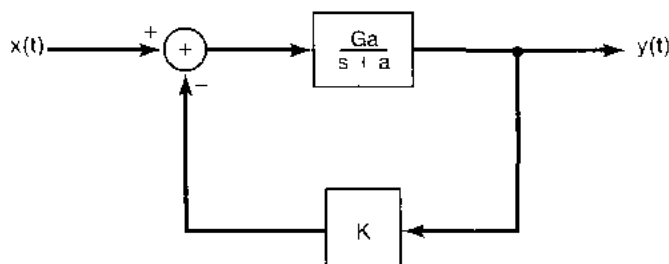 x(t)
+
+
−
Ga
s + a
y(t)
K